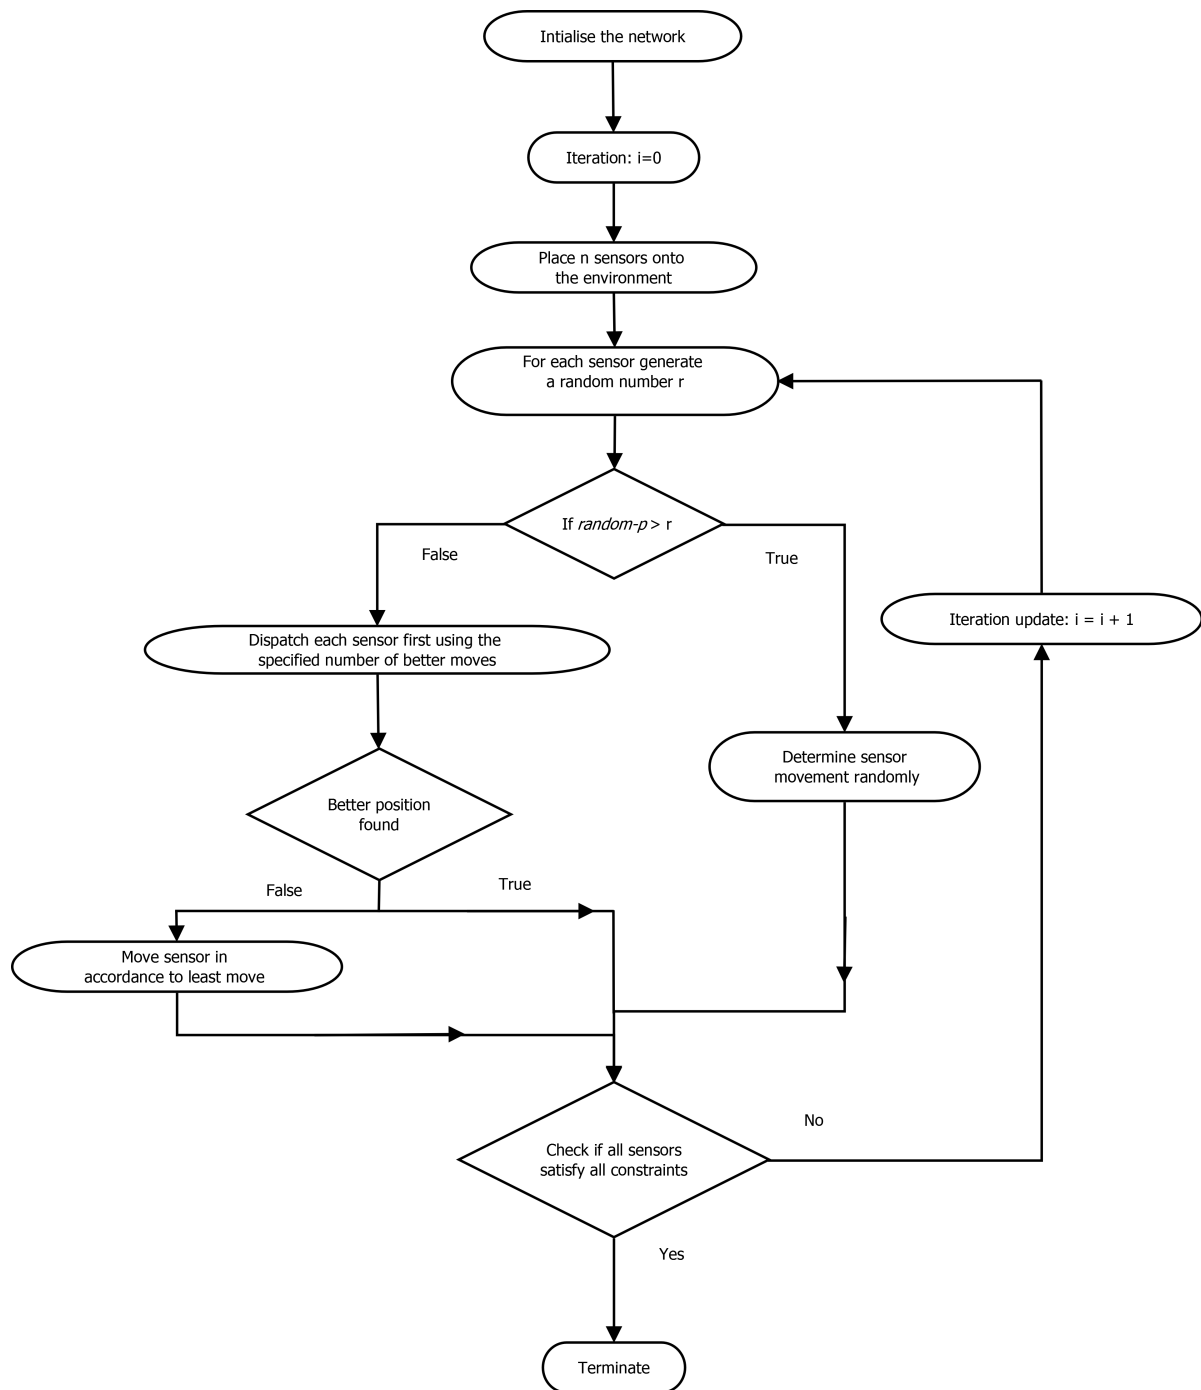 Intialise the network
Iteration: i=0
Place n sensors onto
the environment
For each sensor generate
a random number r
If random-p > r
False
True
Iteration update: i = i + 1
Dispatch each sensor first using the
specified number of better moves
Determine sensor
movement randomly
Better position
found
False
True
Move sensor in
accordance to least move
No
Check if all sensors
satisfy all constraints
Yes
Terminate